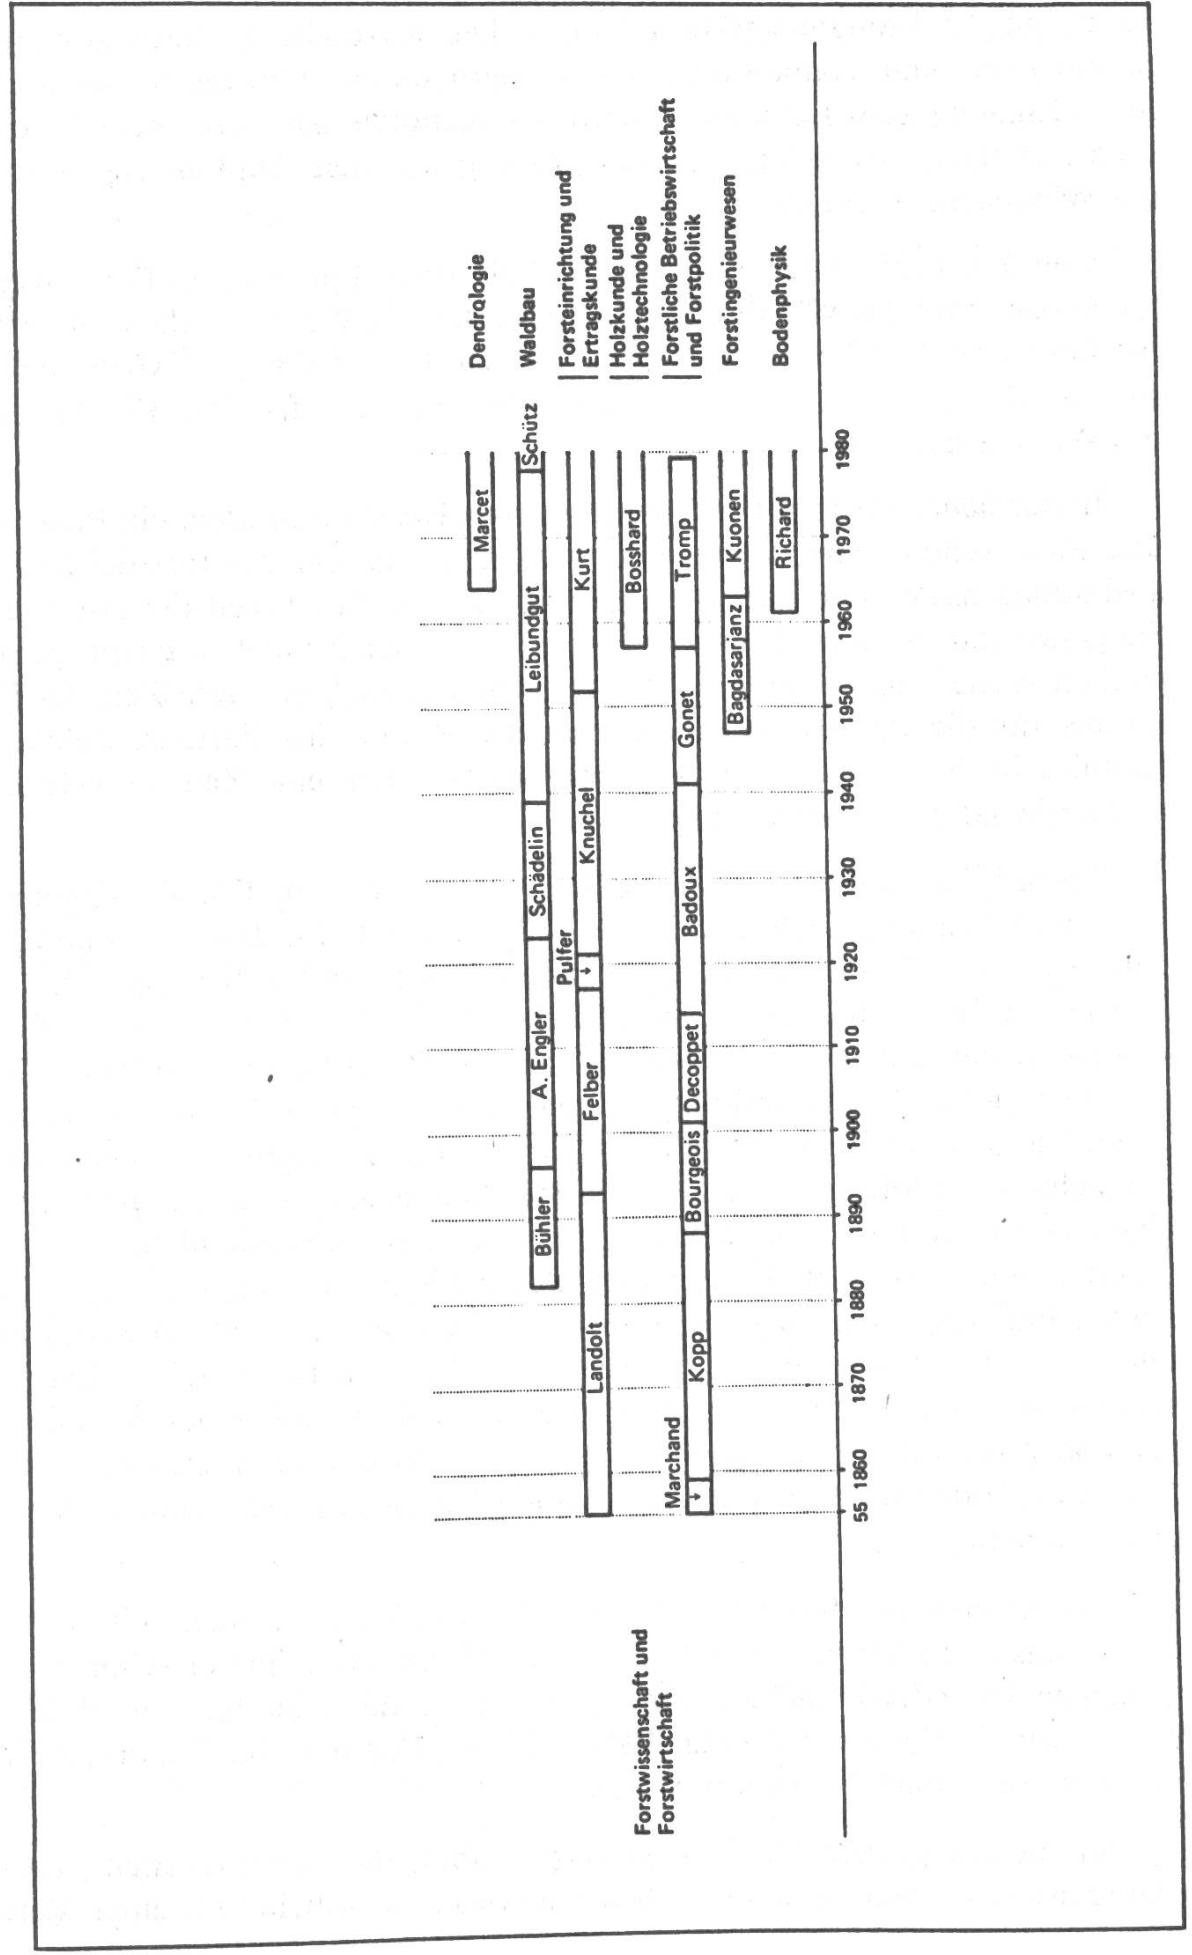 Forstwissenschaft und
Forstwirtschaft
Marcet
Dendrologie
Bühler
A. Engler
Schädelin
Leibundgut
Schütz
Waldbau
Pulfer
Landolt
Felber
Knuchel
Kurt
Forsteinrichtung und
Ertragskunde
Bosshard
Holzkunde und
Holztechnologie
Marchand
Kopp
Bourgeois
Decoppet
Badoux
Gonet
Tromp
Forstliche Betriebswirtschaft
und Forstpolitik
Bagdasarjanz
Kuonen
Forstingenieurwesen
Richard
Bodenphysik
55 1860 1870 1880 1890 1900 1910 1920 1930 1940 1950 1960 1970 1980